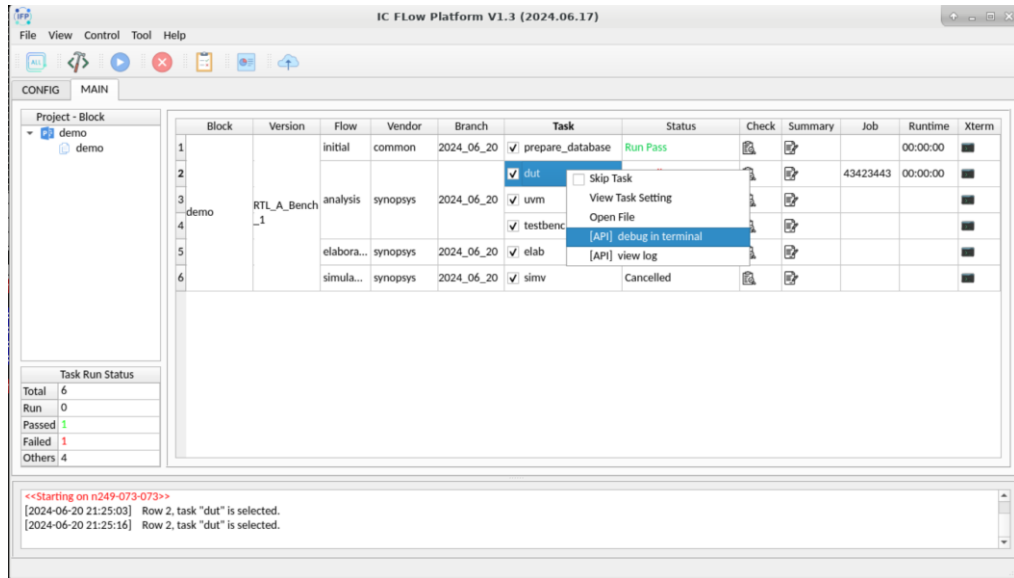 IFP
IC FLow Platform V1.3 (2024.06.17)
File View Control Tool Help
ALL
CONFIG MAIN
Project - Block
demo
demo
Block Version Flow Vendor Branch Task Status Check Summary Job Runtime Xterm
1 initial common 2024_06_20 prepare_database Run Pass 00:00:00
2 dut 43423443 00:00:00
Skip Task
View Task Setting
3 demo RTL_A_Bench_1 analysis synopsys 2024_06_20 uvm
Open File
4 testbenc
[API] debug in terminal
5 elabora... synopsys 2024_06_20 elab
[API] view log
6 simula... synopsys 2024_06_20 simv Cancelled
Task Run Status
Total 6
Run 0
Passed 1
Failed 1
Others 4
<<Starting on n249-073-073>>
[2024-06-20 21:25:03] Row 2, task "dut" is selected.
[2024-06-20 21:25:16] Row 2, task "dut" is selected.